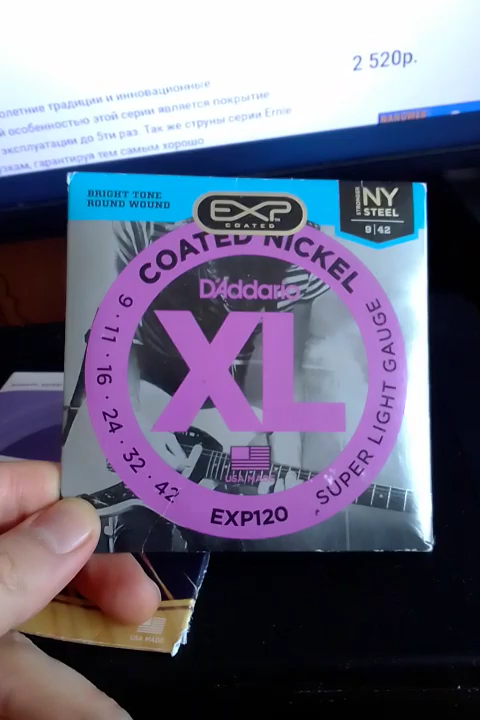 2 520р.
олетние традиции и инновационные
й особенностью этой серии является покрытие
эксплуатации до 5ти раз. Так же струны серии Ernie
узкам, гарантируя тем самым хорошо
BRIGHT TONE
ROUND WOUND
EXP™
COATED
STRONGER
NY
STEEL
9|42
COATED NICKEL
D'Addario
XL
9 · 11 · 16 · 24 · 32 · 42
SUPER LIGHT GAUGE
USA MADE
EXP120
USA MADE